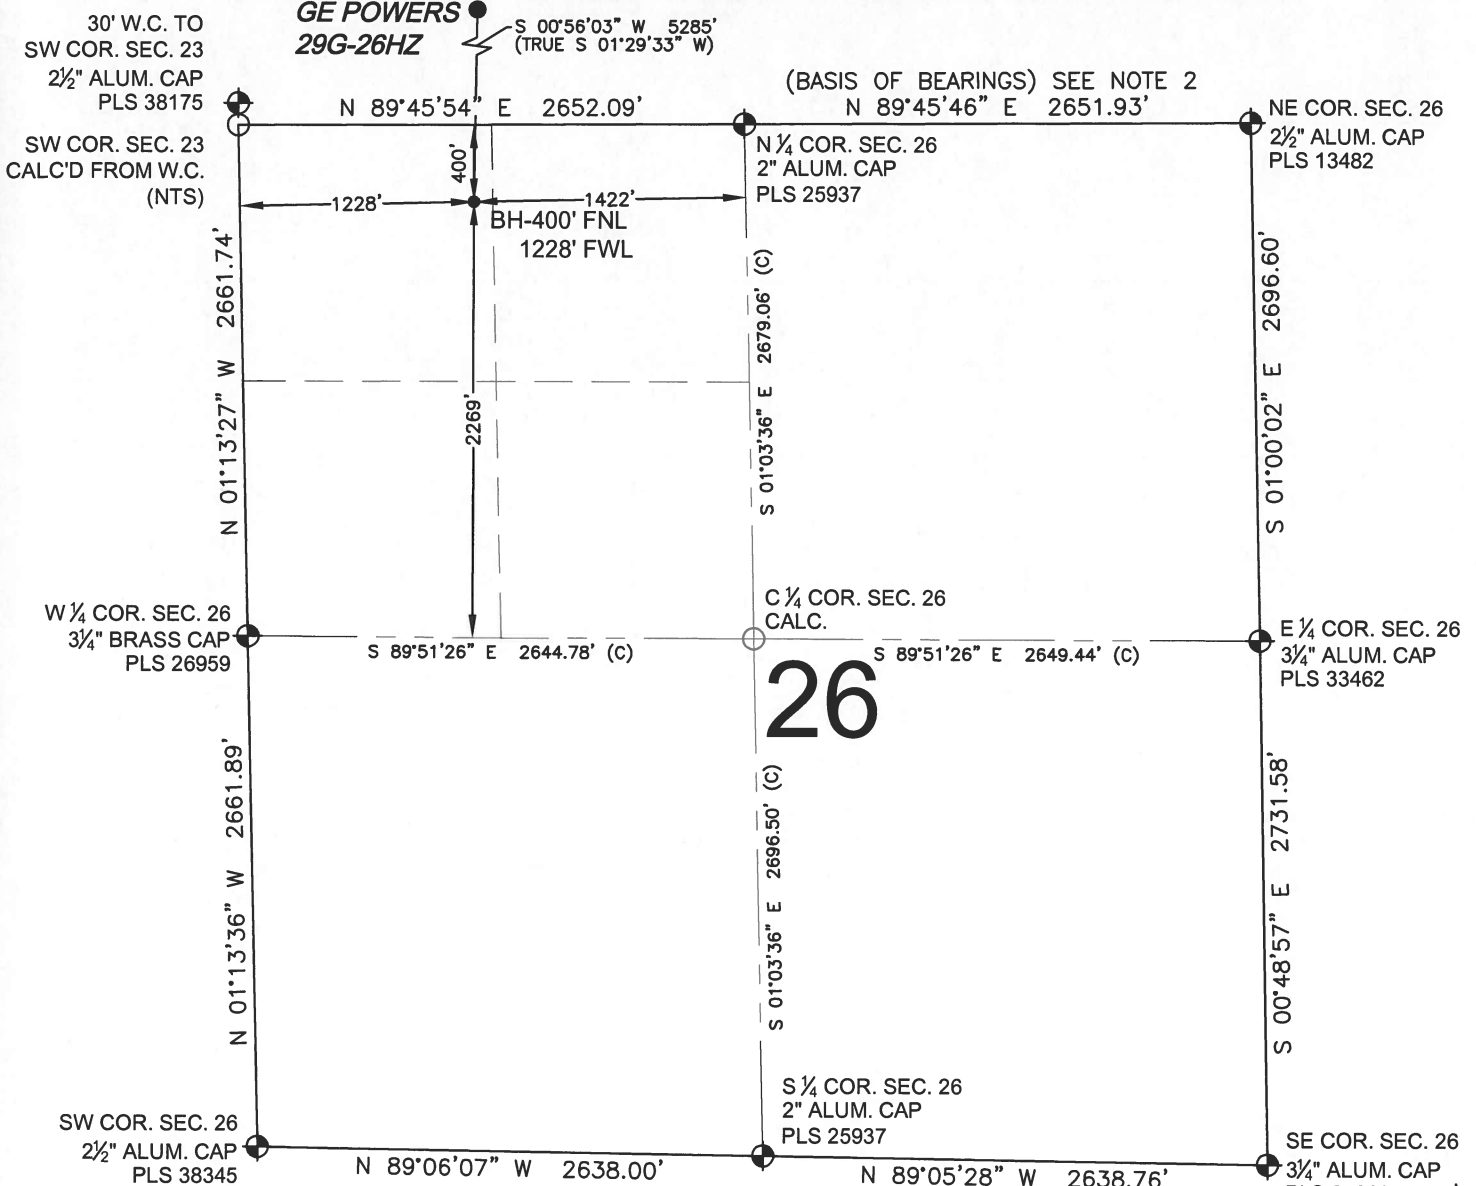 GE POWERS
29G-26HZ
S 00°56'03" W 5285'
(TRUE S 01°29'33" W)
30' W.C. TO
SW COR. SEC. 23
2½" ALUM. CAP
PLS 38175
N 89°45'54" E 2652.09'
(BASIS OF BEARINGS) SEE NOTE 2
N 89°45'46" E 2651.93'
NE COR. SEC. 26
2½" ALUM. CAP
PLS 13482
SW COR. SEC. 23
CALC'D FROM W.C.
(NTS)
400'
N ¼ COR. SEC. 26
2" ALUM. CAP
PLS 25937
1228'
1422'
BH-400' FNL
1228' FWL
N 01°13'27" W 2661.74'
2269'
S 01°03'36" E 2679.06' (C)
S 01°00'02" E 2696.60'
W ¼ COR. SEC. 26
3¼" BRASS CAP
PLS 26959
S 89°51'26" E 2644.78' (C)
C ¼ COR. SEC. 26
CALC.
S 89°51'26" E 2649.44' (C)
E ¼ COR. SEC. 26
3¼" ALUM. CAP
PLS 33462
26
N 01°13'36" W 2661.89'
S 01°03'36" E 2696.50' (C)
S 00°48'57" E 2731.58'
SW COR. SEC. 26
2½" ALUM. CAP
PLS 38345
N 89°06'07" W 2638.00'
S ¼ COR. SEC. 26
2" ALUM. CAP
PLS 25937
N 89°05'28" W 2638.76'
SE COR. SEC. 26
3¼" ALUM. CAP